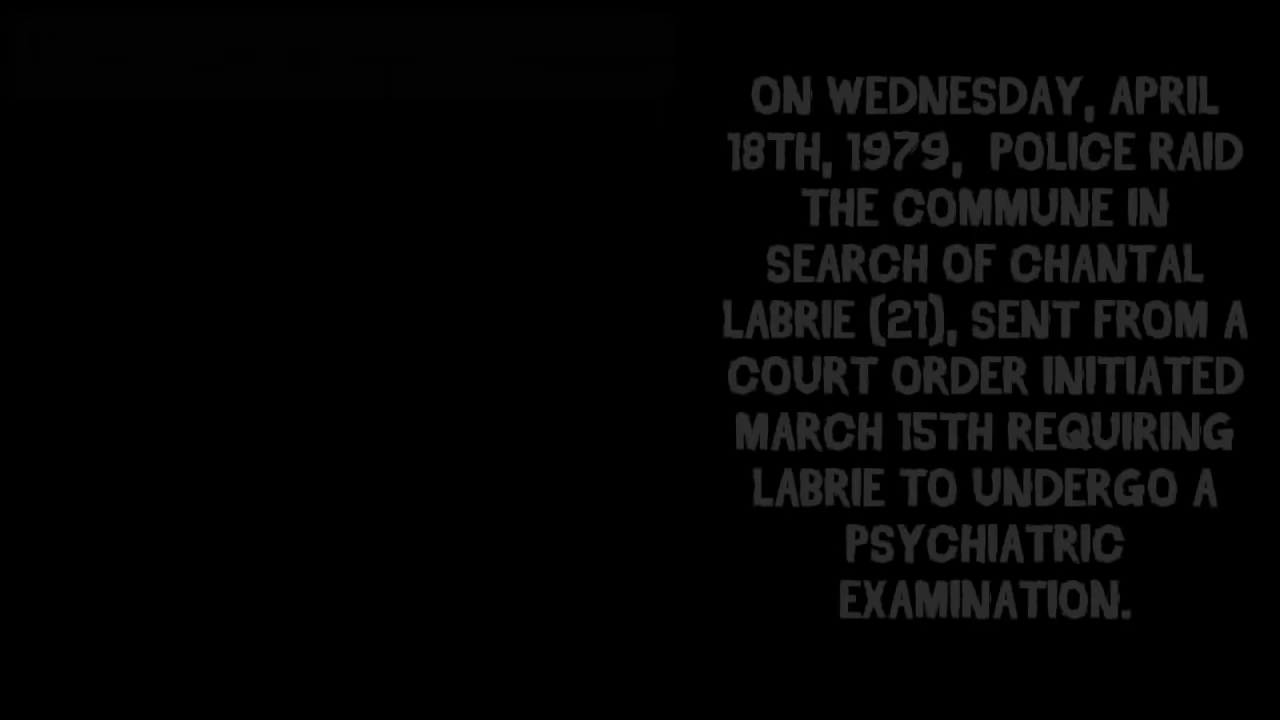 ON WEDNESDAY, APRIL
18TH, 1979, POLICE RAID
THE COMMUNE IN
SEARCH OF CHANTAL
LABRIE (21), SENT FROM A
COURT ORDER INITIATED
MARCH 15TH REQUIRING
LABRIE TO UNDERGO A
PSYCHIATRIC
EXAMINATION.